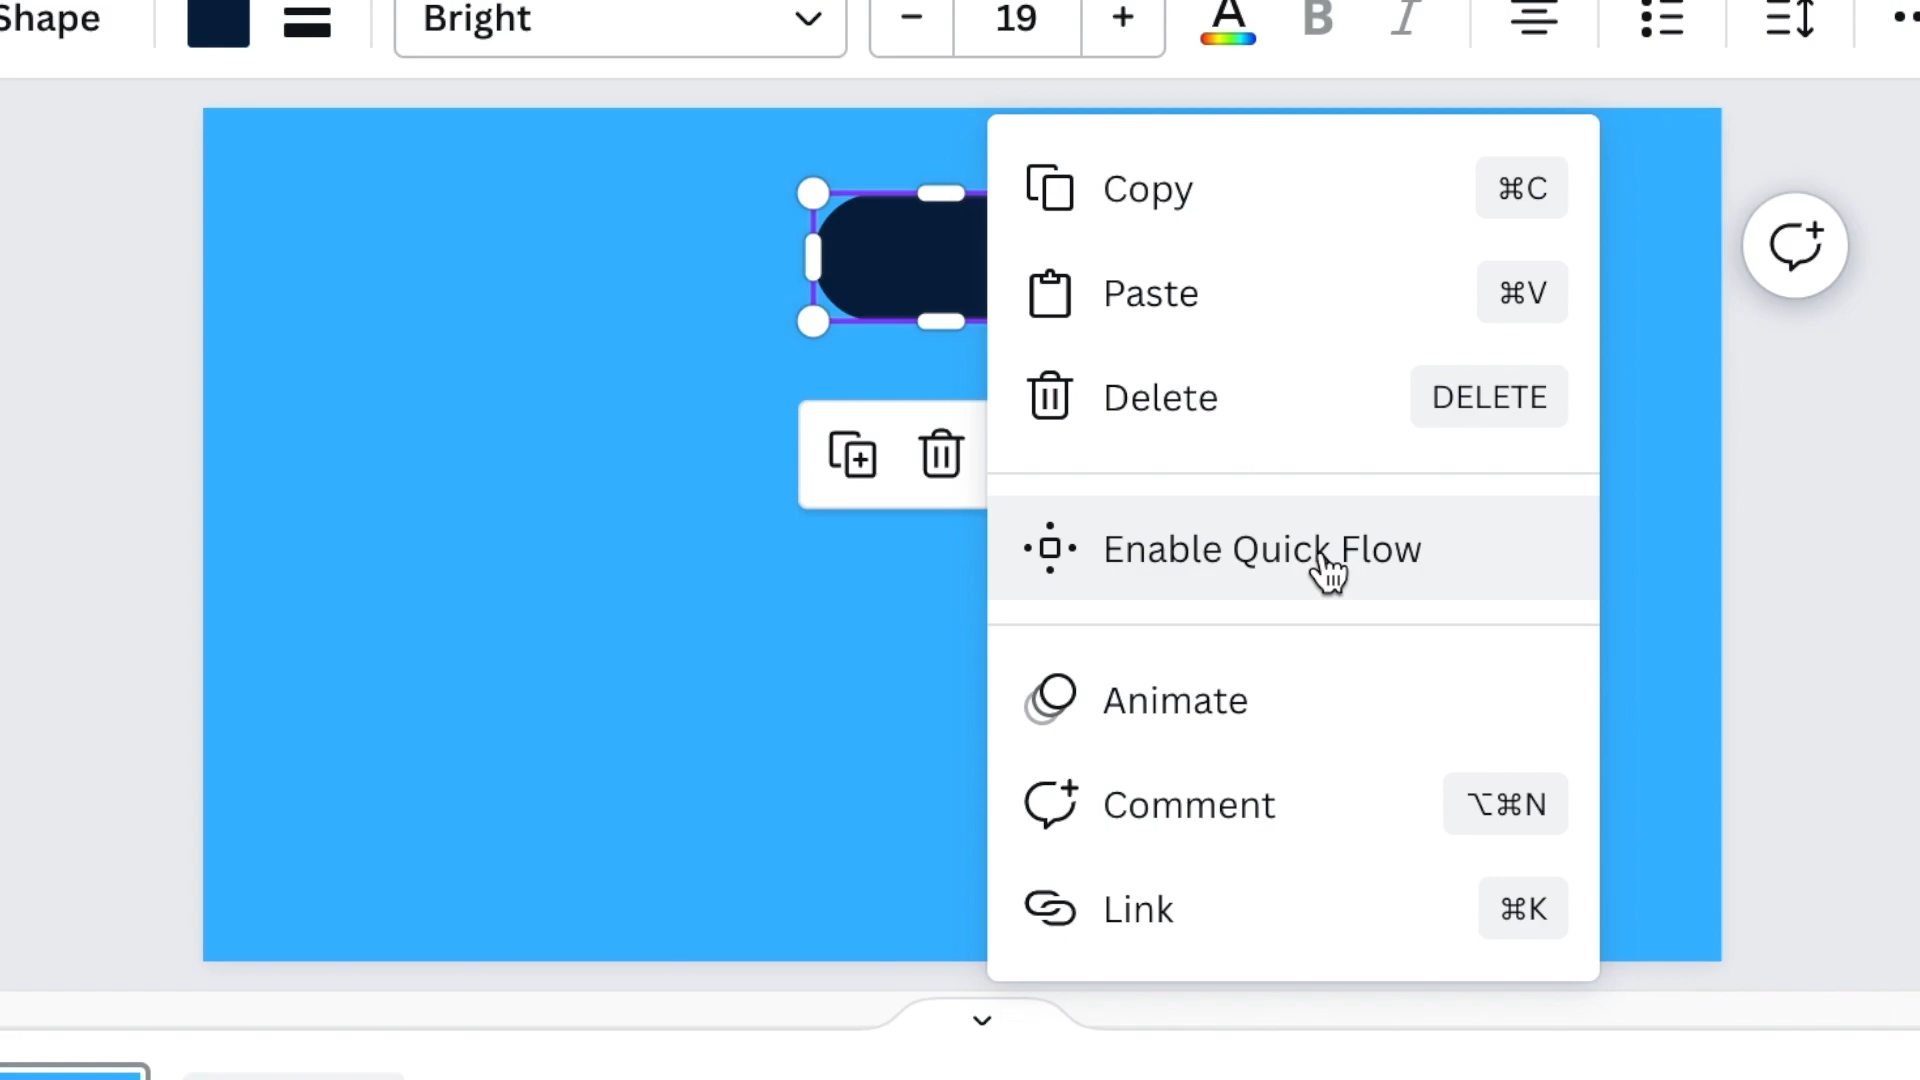 Shape
Bright
19
A
B
I
Copy
⌘C
Paste
⌘V
Delete
DELETE
Enable Quick Flow
Animate
Comment
⌥⌘N
Link
⌘K